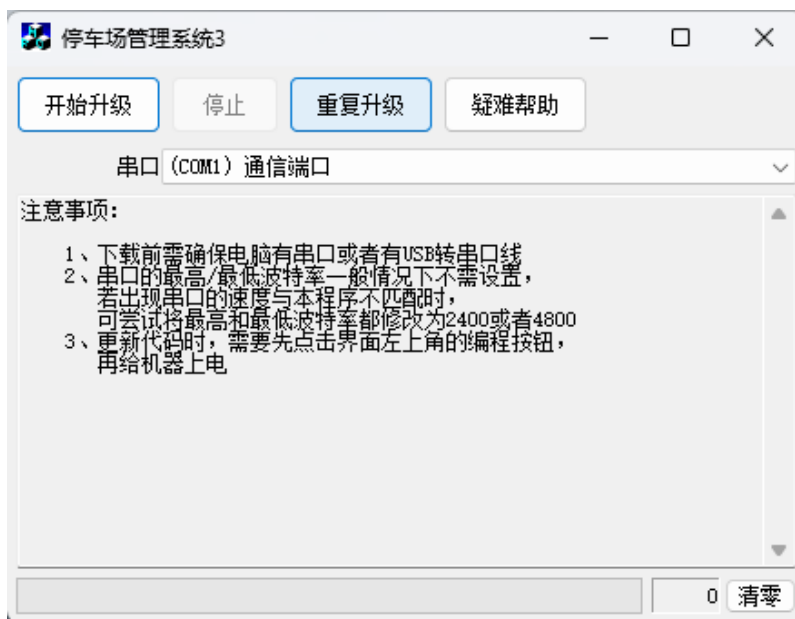 停车场管理系统3
开始升级 停止 重复升级 疑难帮助
串口 (COM1) 通信端口
注意事项:
1、下载前需确保电脑有串口或者有USB转串口线
2、串口的最高/最低波特率一般情况下不需设置,
若出现串口的速度与本程序不匹配时,
可尝试将最高和最低波特率都修改为2400或者4800
3、更新代码时,需要先点击界面左上角的编程按钮,
再给机器上电
0 清零